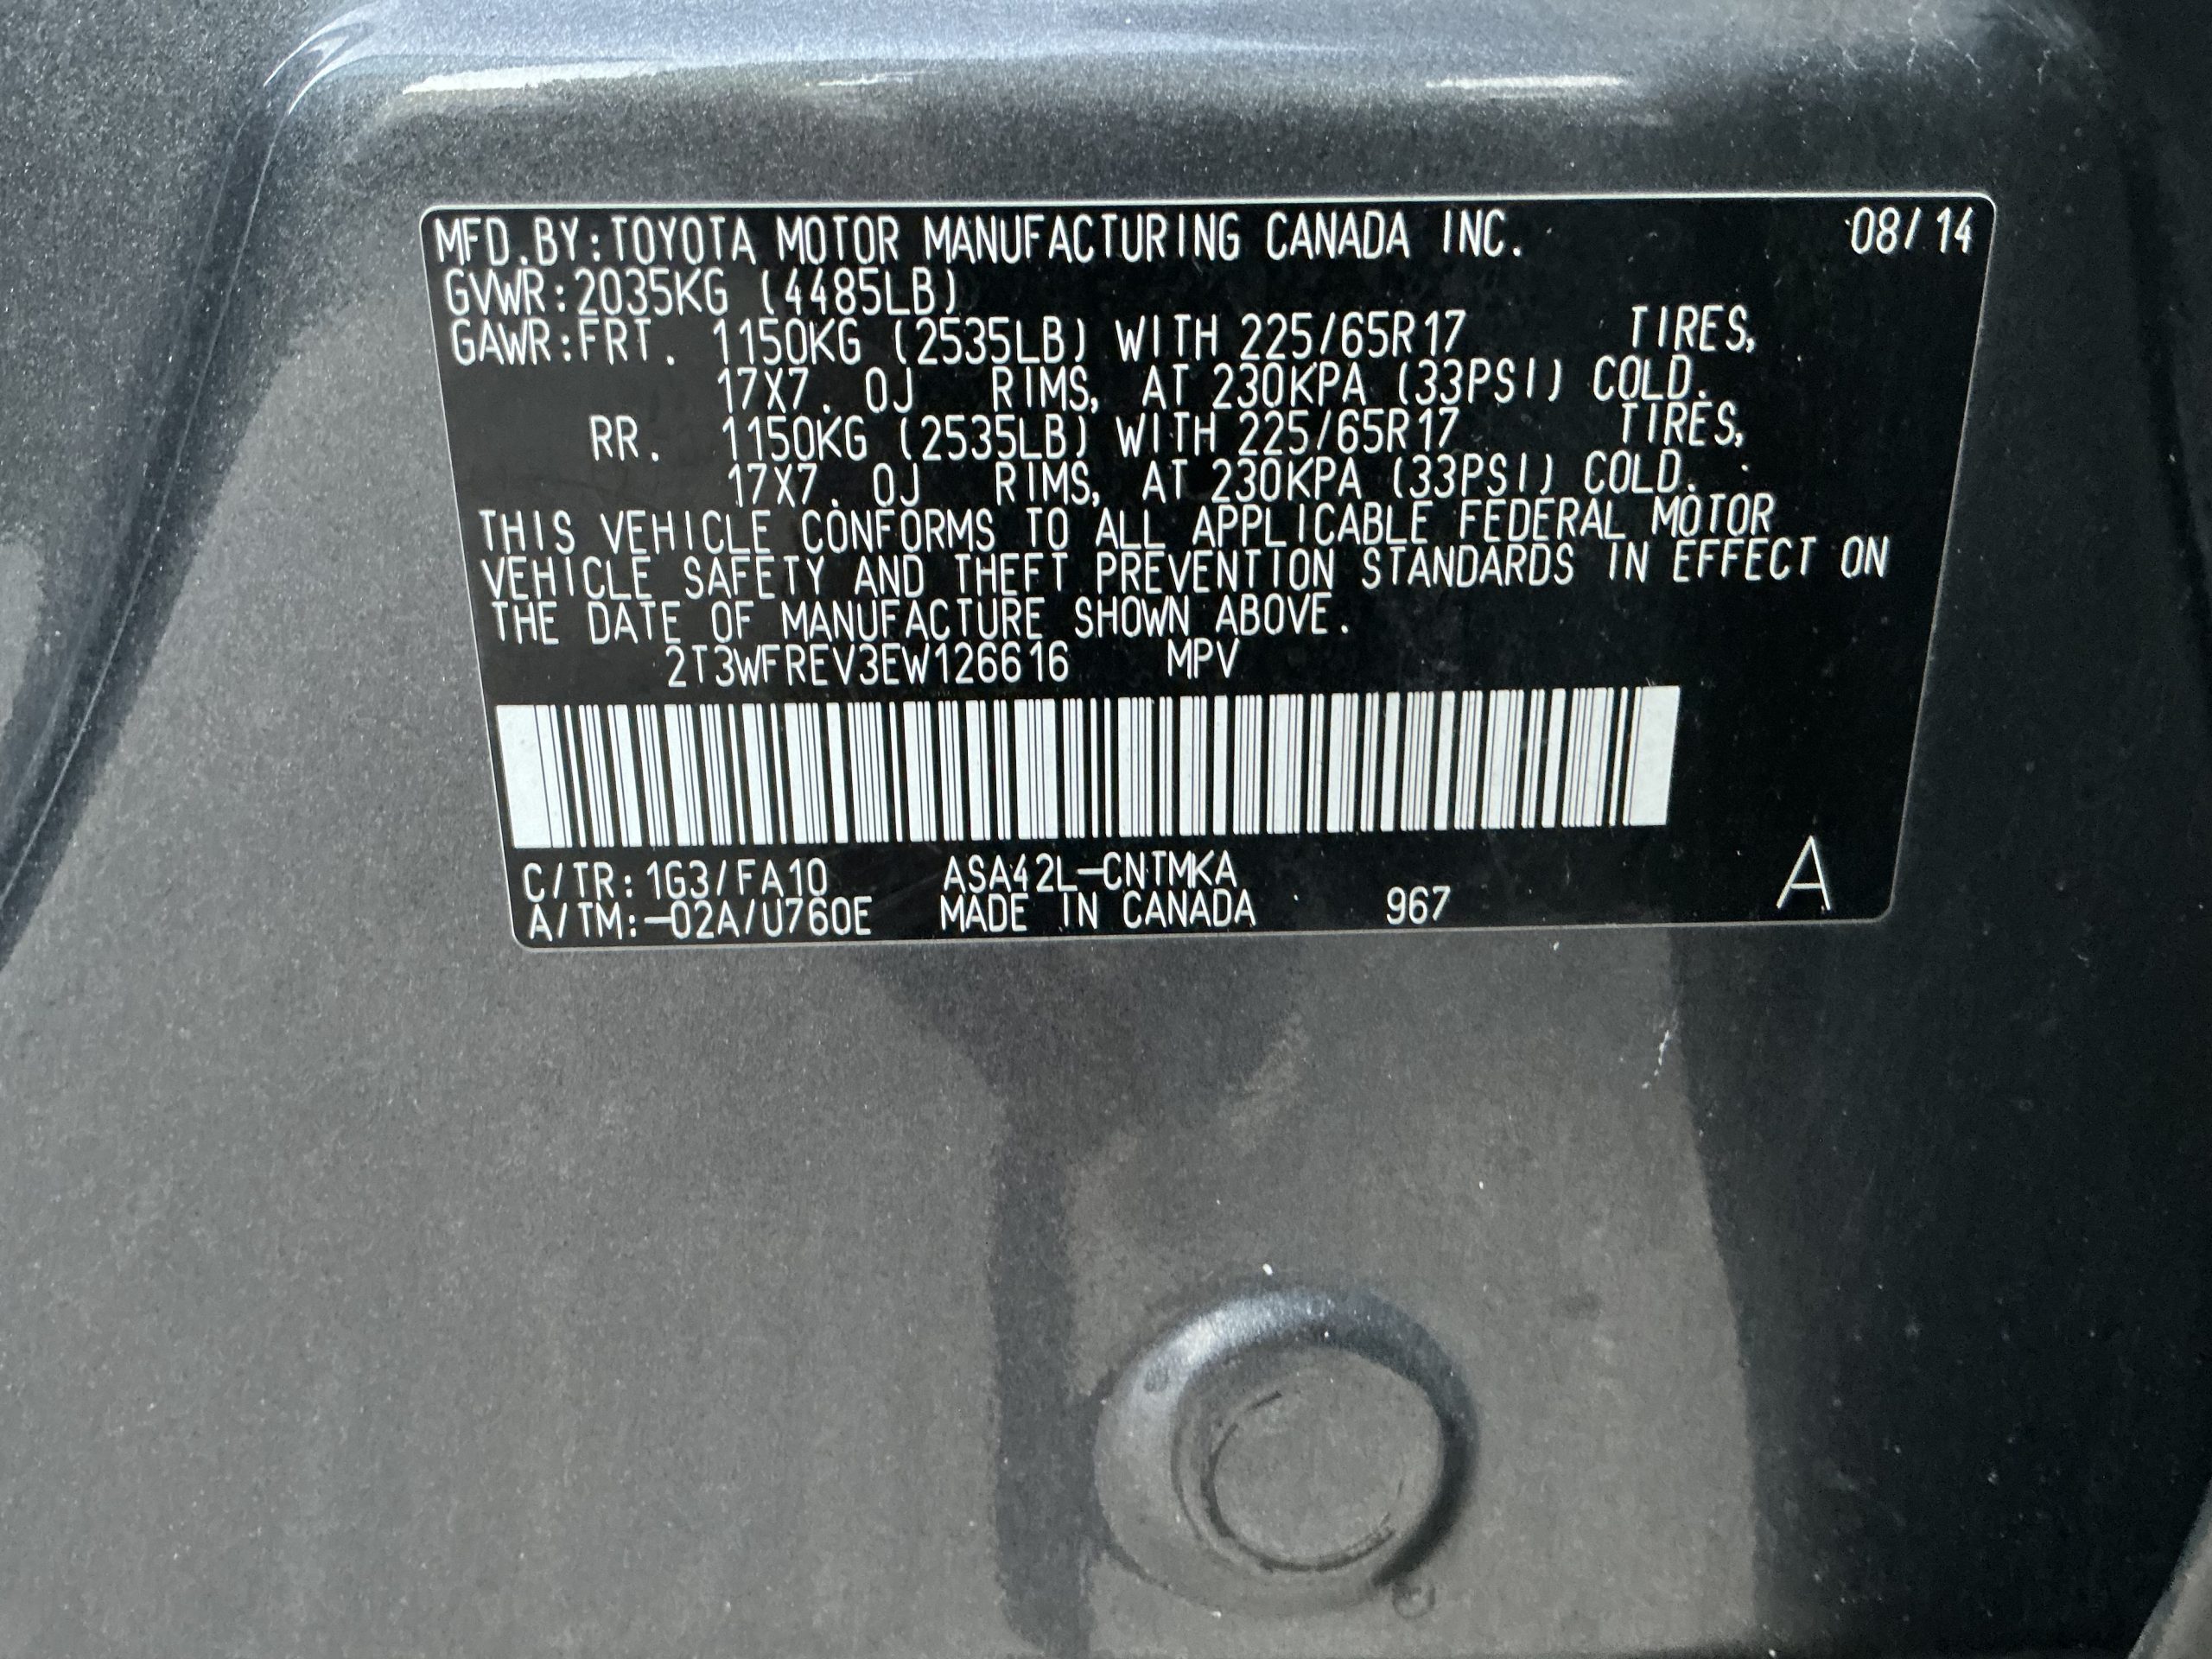 MFD.BY:TOYOTA MOTOR MANUFACTURING CANADA INC. 08/14
GVWR:2035KG (4485LB)
GAWR:FRT. 1150KG (2535LB) WITH 225/65R17 TIRES,
17X7. 0J RIMS, AT 230KPA (33PSI) COLD.
RR. 1150KG (2535LB) WITH 225/65R17 TIRES,
17X7. 0J RIMS, AT 230KPA (33PSI) COLD.
THIS VEHICLE CONFORMS TO ALL APPLICABLE FEDERAL MOTOR
VEHICLE SAFETY AND THEFT PREVENTION STANDARDS IN EFFECT ON
THE DATE OF MANUFACTURE SHOWN ABOVE.
2T3WFREV3EW126616 MPV
C/TR:1G3/FA10 ASA42L-CNTMKA
A/TM:-02A/U760E MADE IN CANADA 967 A